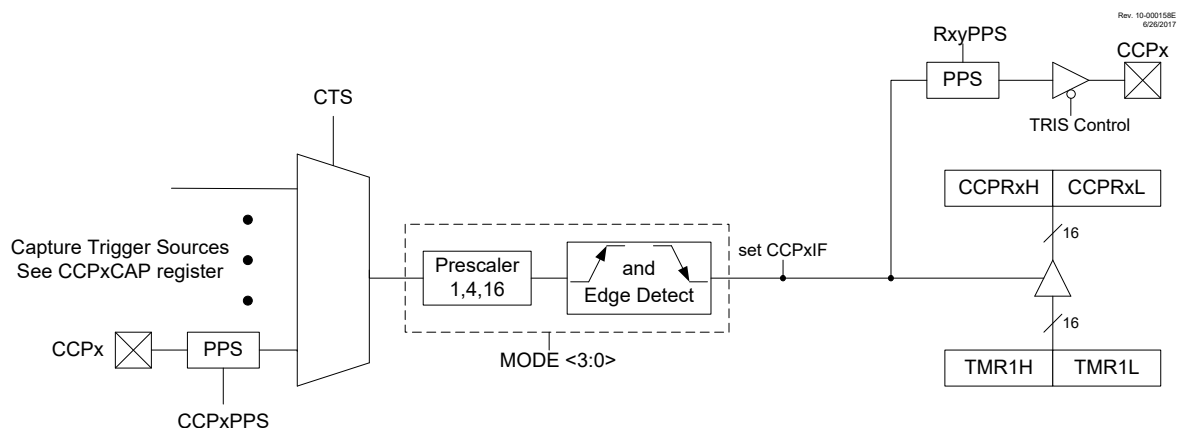 Rev. 10-000158E
6/26/2017
RxyPPS
CCPx
PPS
TRIS Control
CTS
CCPRxH
CCPRxL
16
Capture Trigger Sources
See CCPxCAP register
Prescaler
1,4,16
and
Edge Detect
set CCPxIF
16
CCPx
PPS
MODE <3:0>
TMR1H
TMR1L
CCPxPPS